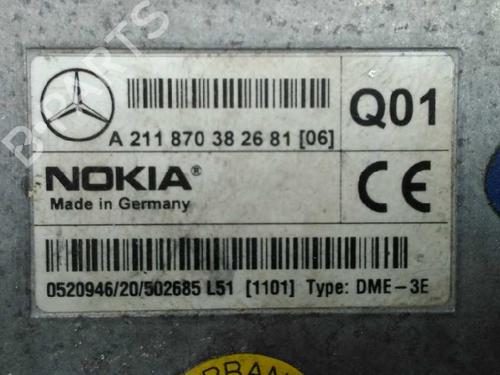 B-PARTS
A 211 870 38 26 81 [06]
Q01
NOKIA®
Made in Germany
CE
0520946/20/502685 L51 [1101] Type: DME-3E